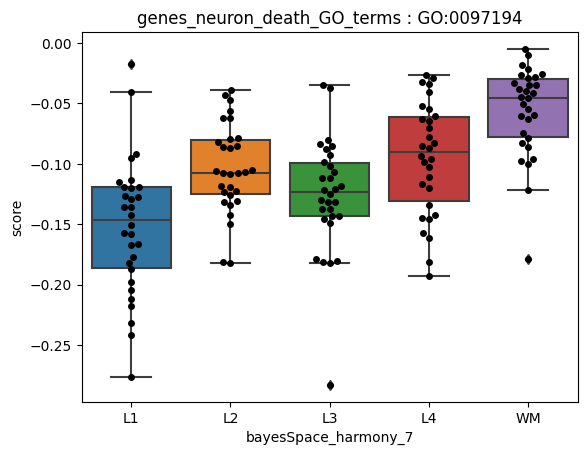 genes_neuron_death_GO_terms : GO:0097194
0.00
−0.05
−0.10
−0.15
−0.20
−0.25
score
L1 L2 L3 L4 WM
bayesSpace_harmony_7